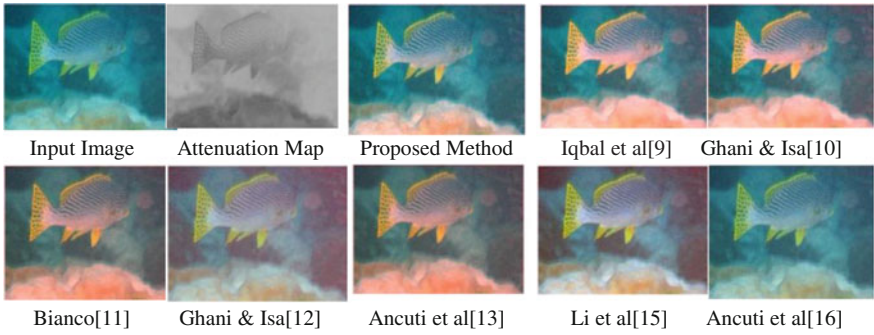 Input Image
Attenuation Map
Proposed Method
Iqbal et al[9]
Ghani & Isa[10]
Bianco[11]
Ghani & Isa[12]
Ancuti et al[13]
Li et al[15]
Ancuti et al[16]